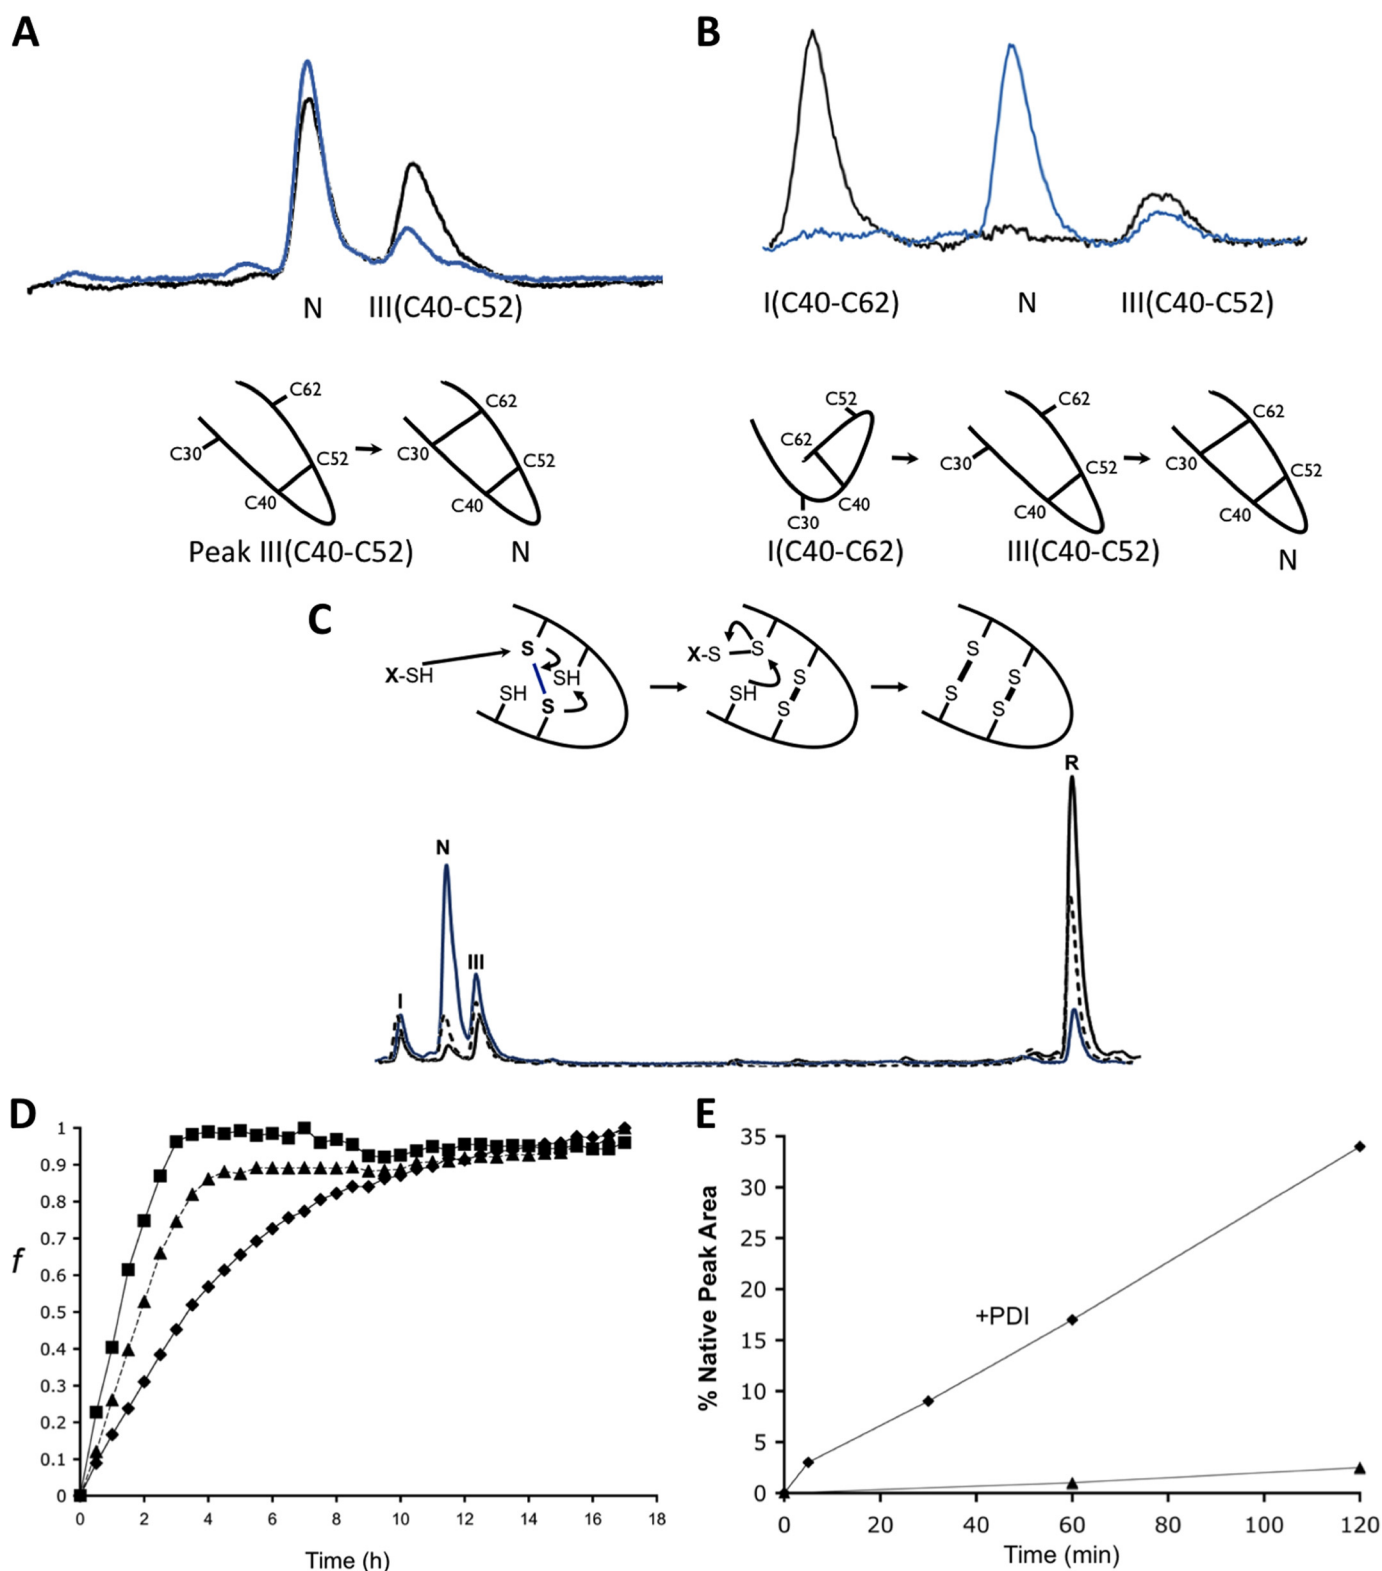 A
B
N
III(C40-C52)
I(C40-C62)
N
III(C40-C52)
C62
C30
C52
C40
C62
C30
C52
C40
Peak III(C40-C52)
N
C52
C62
C40
C30
C62
C30
C52
C40
C62
C30
C52
C40
I(C40-C62)
III(C40-C52)
N
C
X-SH
S
SH
SH
S
X-S
S
S
SH
S
S
S
S
S
R
N
III
I
D
1
0.9
0.8
0.7
0.6
0.5
0.4
0.3
0.2
0.1
0
f
0 2 4 6 8 10 12 14 16 18
Time (h)
E
35
30
25
20
15
10
5
0
% Native Peak Area
+PDI
0 20 40 60 80 100 120
Time (min)